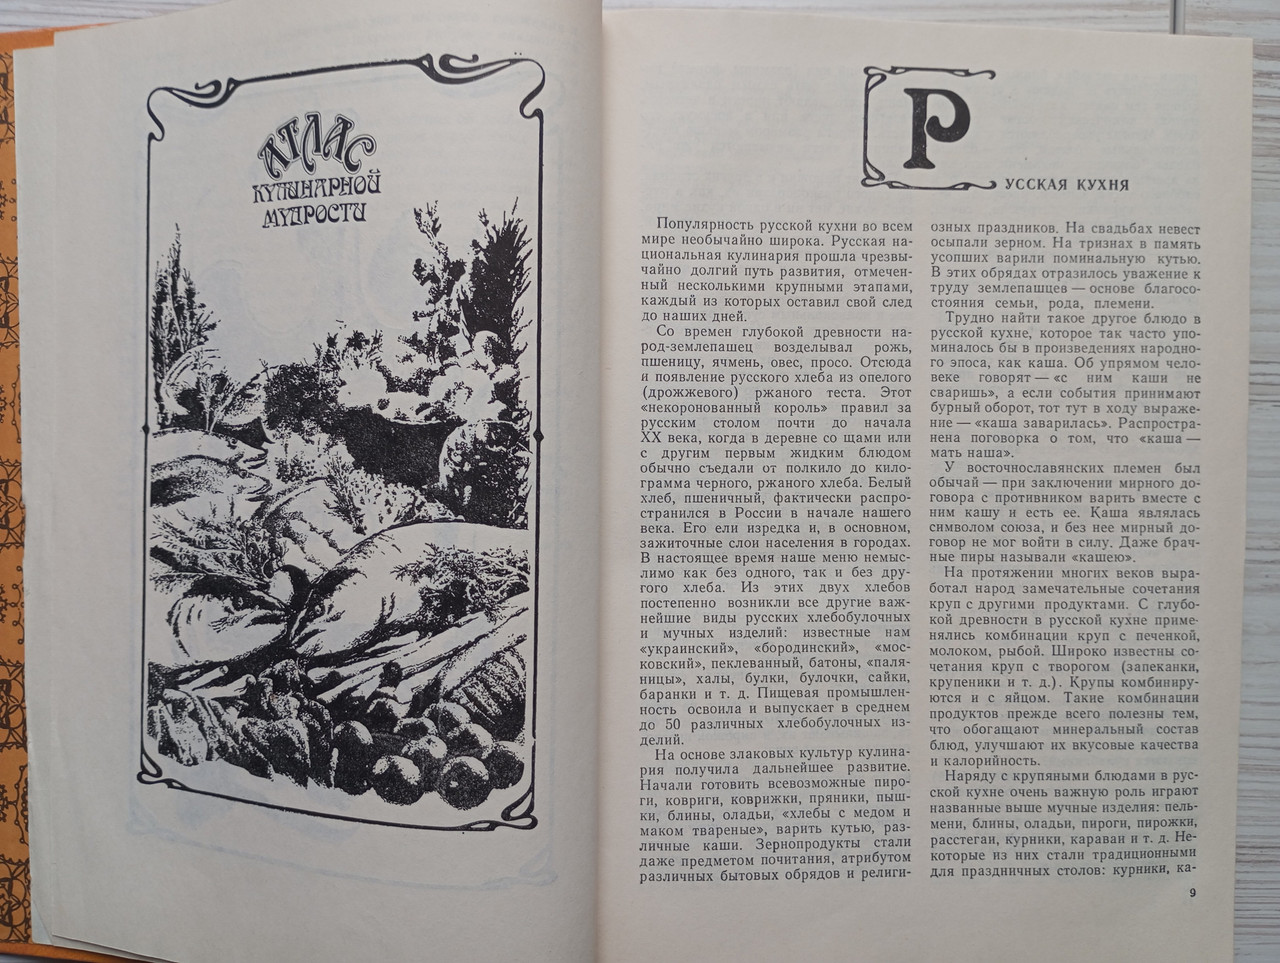 АТЛАС
КУЛИНАРНОЙ
МУДРОСТИ
РУССКАЯ КУХНЯ
Популярность русской кухни во всем
мире необычайно широка. Русская на-
циональная кулинария прошла чрезвы-
чайно долгий путь развития, отмечен-
ный несколькими крупными этапами,
каждый из которых оставил свой след
до наших дней.
Со времен глубокой древности на-
род-землепашец возделывал рожь,
пшеницу, ячмень, овес, просо. Отсюда
и появление русского хлеба из опелого
(дрожжевого) ржаного теста. Этот
«некоронованный король» правил за
русским столом почти до начала
XX века, когда в деревне со щами или
с другим первым жидким блюдом
обычно съедали от полкило до кило-
грамма черного, ржаного хлеба. Белый
хлеб, пшеничный, фактически распро-
странился в России в начале нашего
века. Его ели изредка и, в основном,
зажиточные слои населения в городах.
В настоящее время наше меню немыс-
лимо как без одного, так и без дру-
гого хлеба. Из этих двух хлебов
постепенно возникли все другие важ-
нейшие виды русских хлебобулочных
и мучных изделий: известные нам
«украинский», «бородинский», «мос-
ковский», пеклеванный, батоны, «паля-
ницы», халы, булки, булочки, сайки,
баранки и т. д. Пищевая промышлен-
ность освоила и выпускает в среднем
до 50 различных хлебобулочных из-
делий.
На основе злаковых культур кулина-
рия получила дальнейшее развитие.
Начали готовить всевозможные пиро-
ги, ковриги, коврижки, пряники, пыш-
ки, блины, оладьи, «хлебы с медом и
маком твареные», варить кутью, раз-
личные каши. Зернопродукты стали
даже предметом почитания, атрибутом
различных бытовых обрядов и религи-
озных праздников. На свадьбах невест
осыпали зерном. На тризнах в память
усопших варили поминальную кутью.
В этих обрядах отразилось уважение к
труду землепашцев — основе благосо-
стояния семьи, рода, племени.
Трудно найти такое другое блюдо в
русской кухне, которое так часто упо-
миналось бы в произведениях народно-
го эпоса, как каша. Об упрямом чело-
веке говорят — «с ним каши не
сваришь», а если события принимают
бурный оборот, тот тут в ходу выраже-
ние — «каша заварилась». Распростра-
нена поговорка о том, что «каша —
мать наша».
У восточнославянских племен был
обычай — при заключении мирного до-
говора с противником варить вместе с
ним кашу и есть ее. Каша являлась
символом союза, и без нее мирный до-
говор не мог войти в силу. Даже брач-
ные пиры называли «кашею».
На протяжении многих веков выра-
ботал народ замечательные сочетания
круп с другими продуктами. С глубо-
кой древности в русской кухне приме-
нялись комбинации круп с печенкой,
молоком, рыбой. Широко известны со-
четания круп с творогом (запеканки,
крупеники и т. д.). Крупы комбиниру-
ются и с яйцом. Такие комбинации
продуктов прежде всего полезны тем,
что обогащают минеральный состав
блюд, улучшают их вкусовые качества
и калорийность.
Наряду с крупяными блюдами в рус-
ской кухне очень важную роль играют
названные выше мучные изделия: пель-
мени, блины, оладьи, пироги, пирожки,
расстегаи, курники, караваи и т. д. Не-
которые из них стали традиционными
для праздничных столов: курники, ка-
9